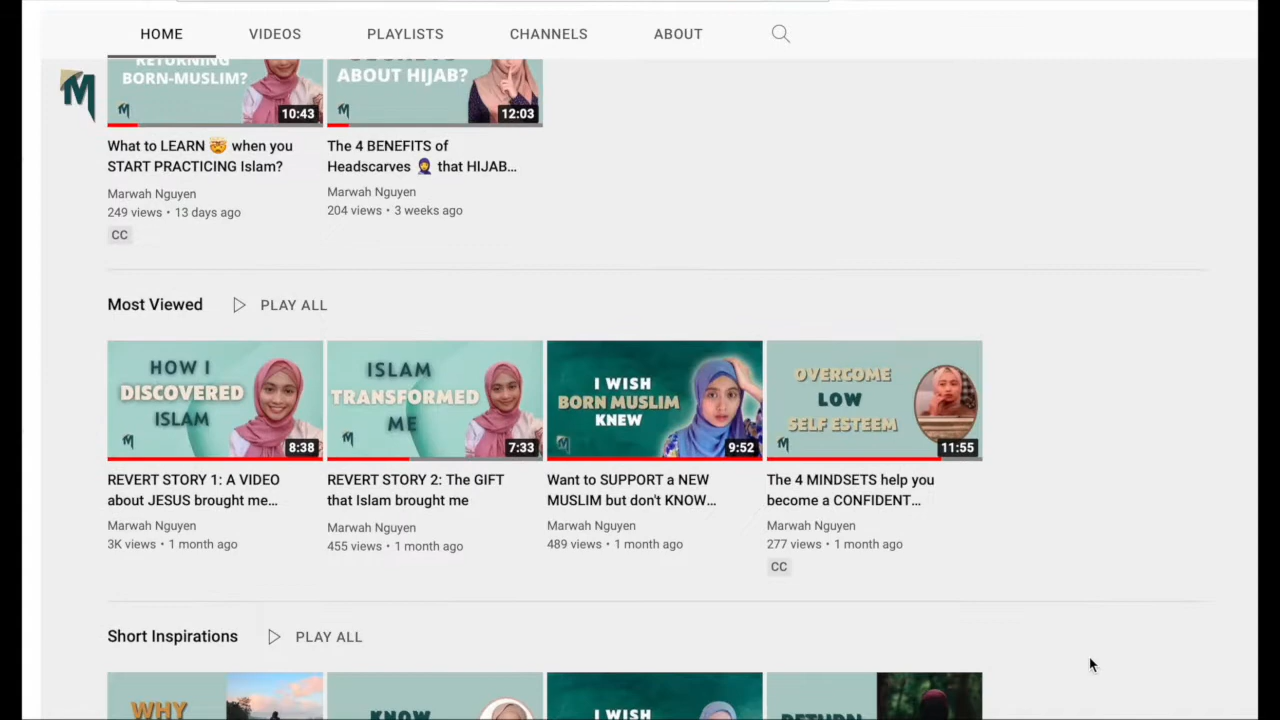 HOME
VIDEOS
PLAYLISTS
CHANNELS
ABOUT
M
RETURNING
BORN-MUSLIM?
M
10:43
What to LEARN 🤯 when you
START PRACTICING Islam?
Marwah Nguyen
249 views • 13 days ago
CC
SECRETS
ABOUT HIJAB?
M
12:03
The 4 BENEFITS of
Headscarves 🧕 that HIJAB...
Marwah Nguyen
204 views • 3 weeks ago
Most Viewed
PLAY ALL
HOW I
DISCOVERED
ISLAM
M
8:38
REVERT STORY 1: A VIDEO
about JESUS brought me...
Marwah Nguyen
3K views • 1 month ago
ISLAM
TRANSFORMED
ME
M
7:33
REVERT STORY 2: The GIFT
that Islam brought me
Marwah Nguyen
455 views • 1 month ago
I WISH
BORN MUSLIM
KNEW
M
9:52
Want to SUPPORT a NEW
MUSLIM but don't KNOW...
Marwah Nguyen
489 views • 1 month ago
OVERCOME
LOW
SELF ESTEEM
M
11:55
The 4 MINDSETS help you
become a CONFIDENT...
Marwah Nguyen
277 views • 1 month ago
CC
Short Inspirations
PLAY ALL
WHY
KNOW
I WISH
RETURN